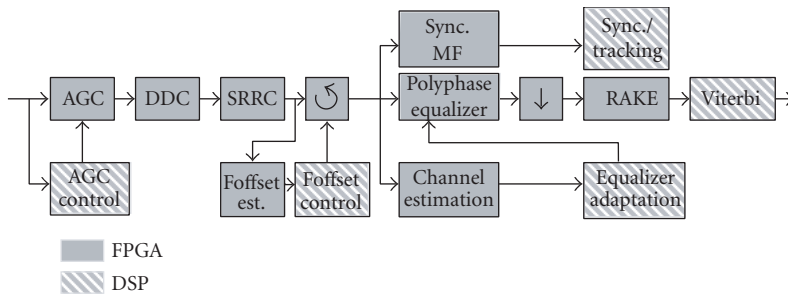 Sync.
MF
Sync./
tracking
AGC
DDC
SRRC
Polyphase
equalizer
RAKE
Viterbi
AGC
control
Foffset
est.
Foffset
control
Channel
estimation
Equalizer
adaptation
FPGA
DSP